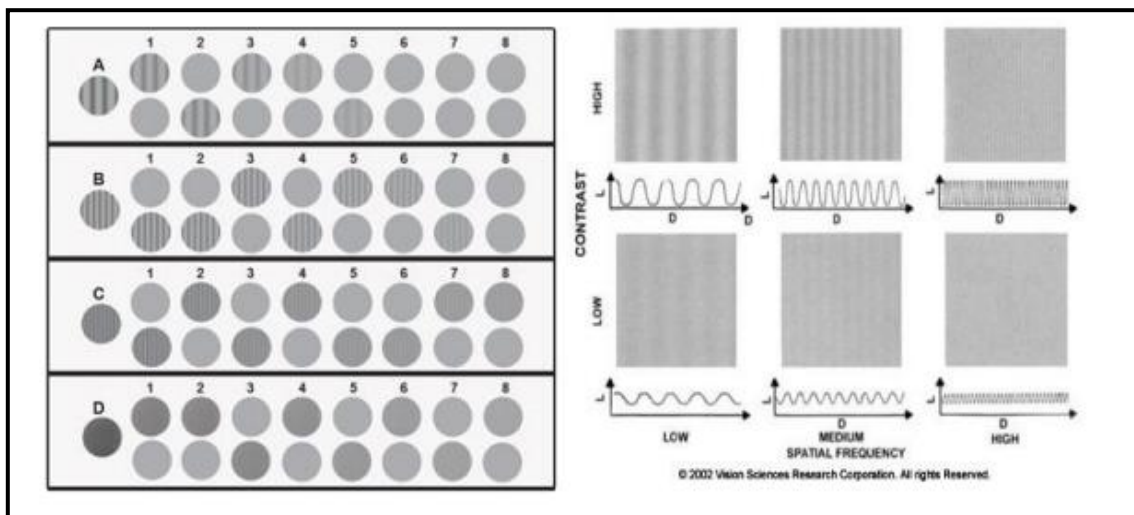 1 2 3 4 5 6 7 8
A
1 2 3 4 5 6 7 8
B
1 2 3 4 5 6 7 8
C
1 2 3 4 5 6 7 8
D
CONTRAST
HIGH
L
D
D
L
D
L
D
LOW
L
L
D
L
D
LOW
MEDIUM
HIGH
SPATIAL FREQUENCY
© 2002 Vision Sciences Research Corporation. All rights Reserved.